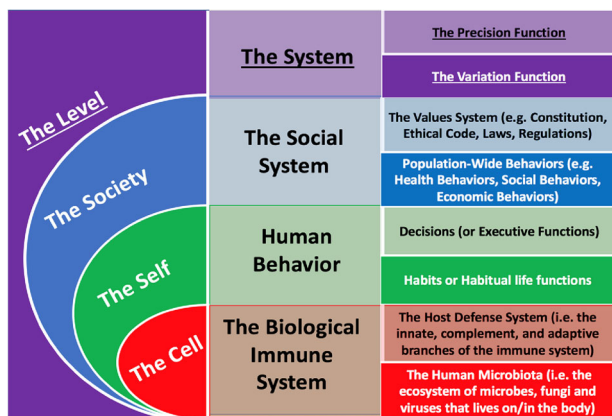 The Level
The System
The Precision Function
The Variation Function
The Society
The Social
System
The Values System (e.g. Constitution,
Ethical Code, Laws, Regulations)
Population-Wide Behaviors (e.g.
Health Behaviors, Social Behaviors,
Economic Behaviors)
The Self
Human
Behavior
Decisions (or Executive Functions)
Habits or Habitual life functions
The Cell
The Biological
Immune
System
The Host Defense System (i.e. the
innate, complement, and adaptive
branches of the immune system)
The Human Microbiota (i.e. the
ecosystem of microbes, fungi and
viruses that lives on/in the body)